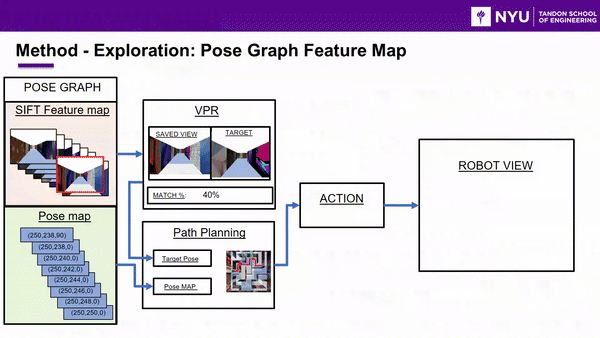 NYU
TANDON SCHOOL
OF ENGINEERING
Method - Exploration: Pose Graph Feature Map
POSE GRAPH
SIFT Feature map
Pose map
(250,238,90)
(250,238,0)
(250,240,0)
(250,242,0)
(250,244,0)
(250,246,0)
(250,248,0)
(250,250,0)
VPR
SAVED VIEW
TARGET
MATCH %:
40%
Path Planning
Target Pose
Pose MAP
ACTION
ROBOT VIEW